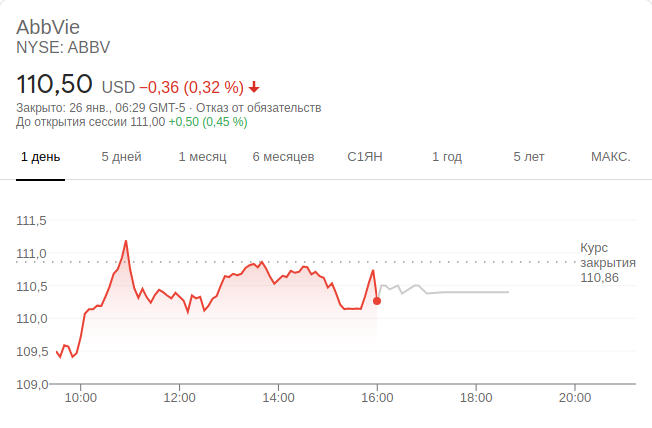 AbbVie
NYSE: ABBV
110,50 USD −0,36 (0,32 %)
Закрыто: 26 янв., 06:29 GMT-5 · Отказ от обязательств
До открытия сессии 111,00 +0,50 (0,45 %)
1 день 5 дней 1 месяц 6 месяцев С1ЯН 1 год 5 лет МАКС.
111,5
111,0
110,5
110,0
109,5
109,0
Курс
закрытия
110,86
10:00 12:00 14:00 16:00 18:00 20:00